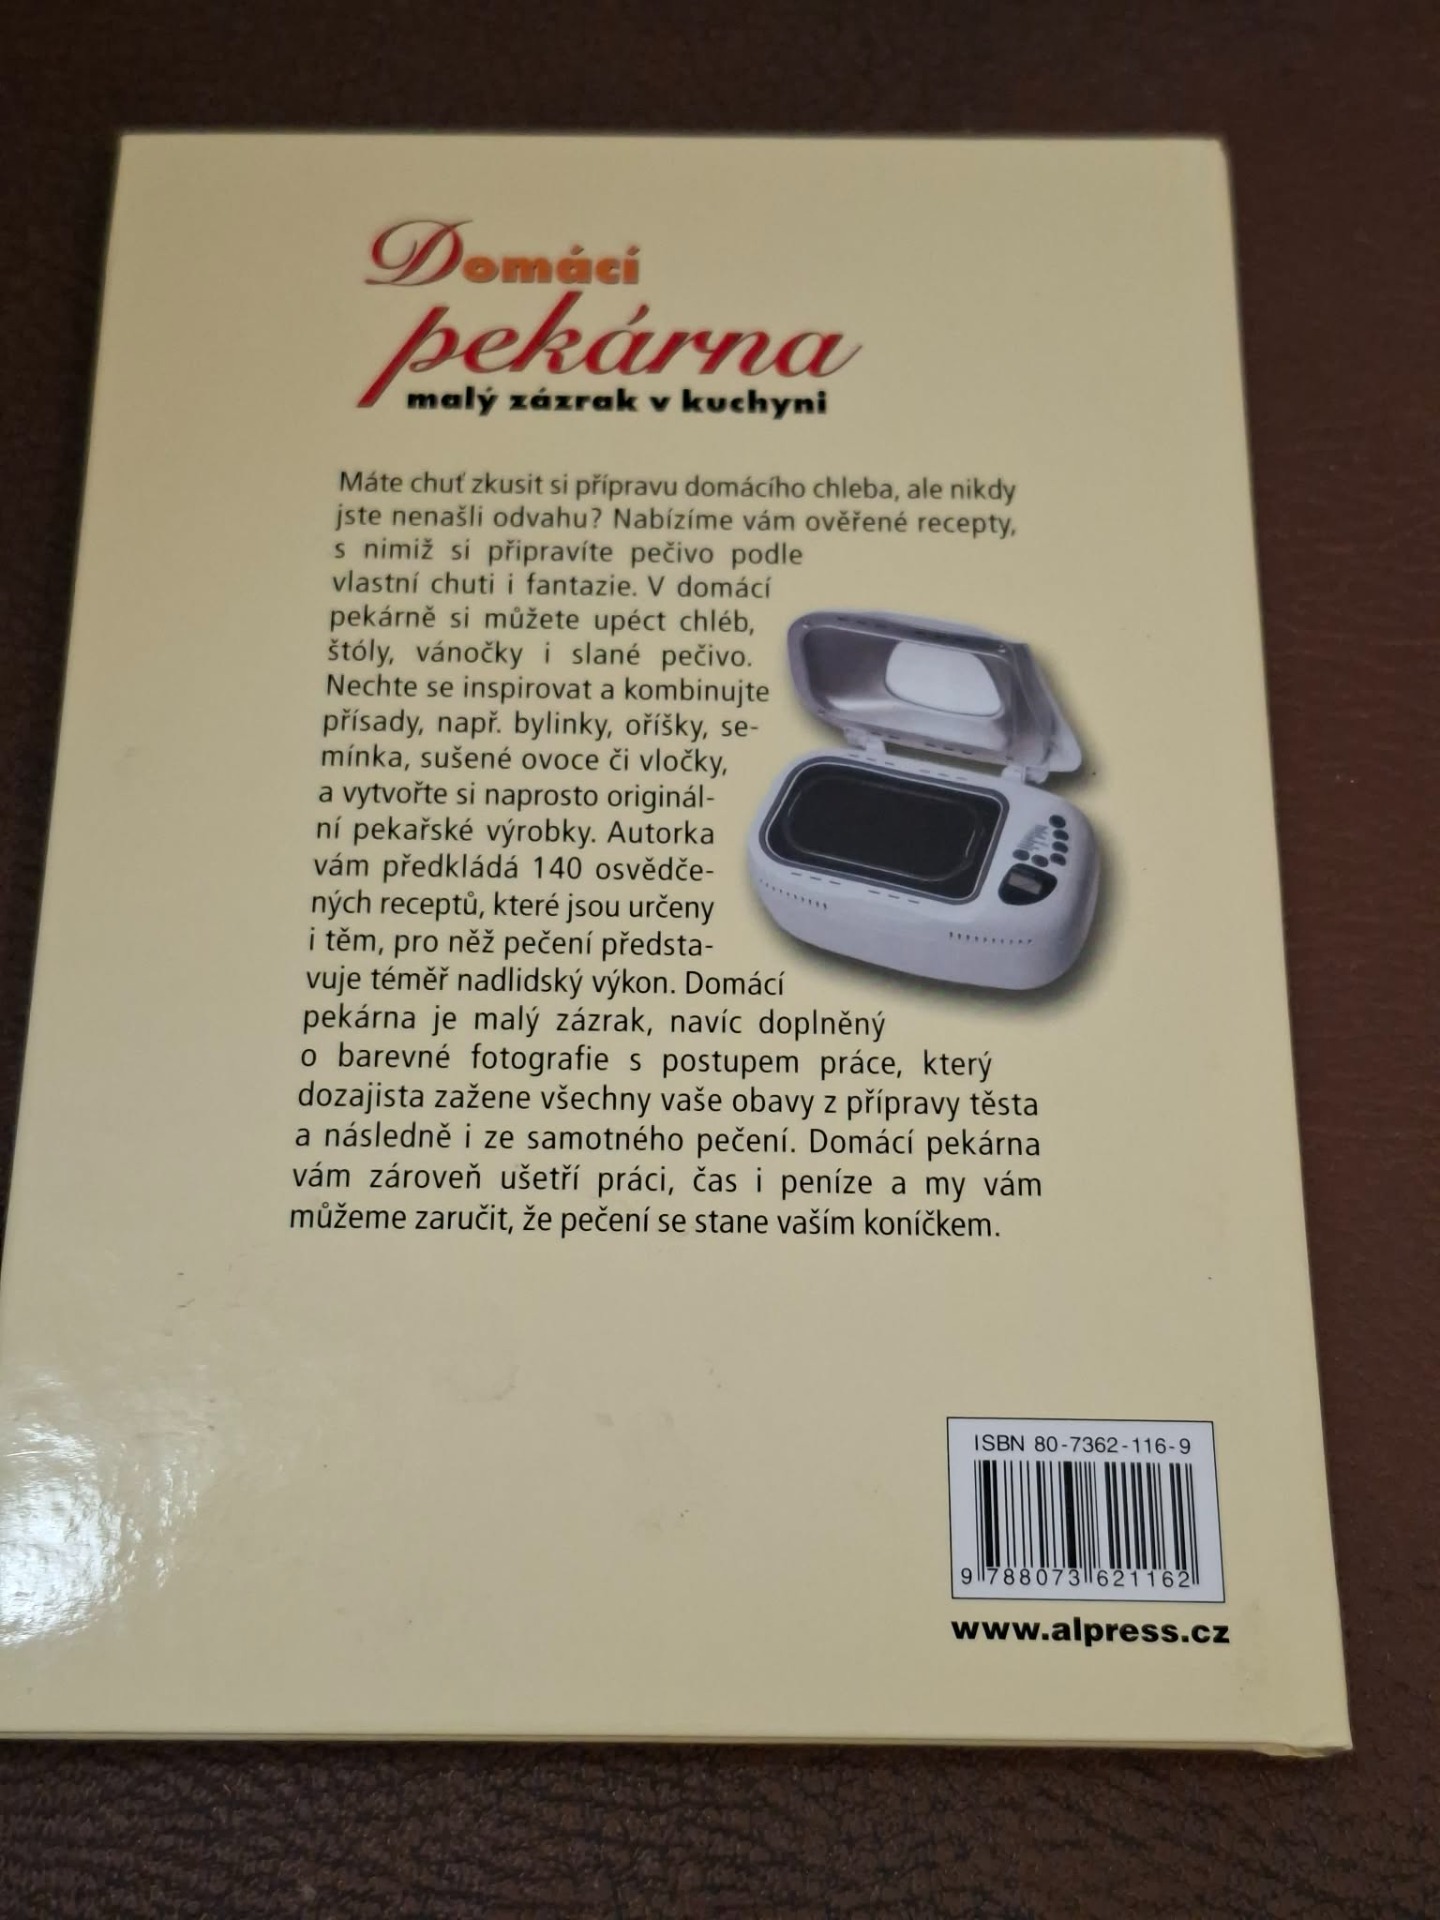 Domácí
pekárna
malý zázrak v kuchyni
Máte chuť zkusit si přípravu domácího chleba, ale nikdy
jste nenašli odvahu? Nabízíme vám ověřené recepty,
s nimiž si připravíte pečivo podle
vlastní chuti i fantazie. V domácí
pekárně si můžete upéct chléb,
štóly, vánočky i slané pečivo.
Nechte se inspirovat a kombinujte
přísady, např. bylinky, oříšky, se-
mínka, sušené ovoce či vločky,
a vytvořte si naprosto originál-
ní pekařské výrobky. Autorka
vám předkládá 140 osvědče-
ných receptů, které jsou určeny
i těm, pro něž pečení předsta-
vuje téměř nadlidský výkon. Domácí
pekárna je malý zázrak, navíc doplněný
o barevné fotografie s postupem práce, který
dozajista zažene všechny vaše obavy z přípravy těsta
a následně i ze samotného pečení. Domácí pekárna
vám zároveň ušetří práci, čas i peníze a my vám
můžeme zaručit, že pečení se stane vaším koníčkem.
ISBN 80-7362-116-9
9 788073 621162
www.alpress.cz